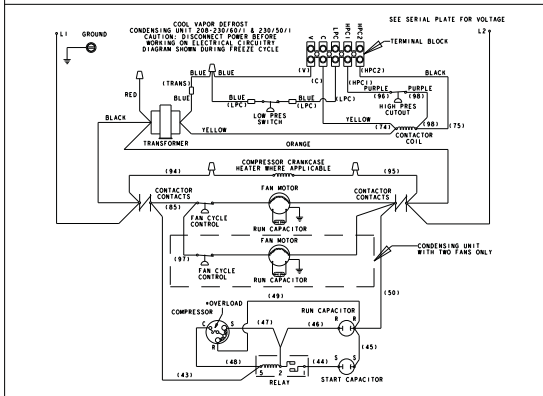 COOL VAPOR DEFROST
CONDENSING UNIT 208-230/60/1 & 230/50/1
CAUTION: DISCONNECT POWER BEFORE
WORKING ON ELECTRICAL CIRCUITRY
DIAGRAM SHOWN DURING FREEZE CYCLE
SEE SERIAL PLATE FOR VOLTAGE
L1
GROUND
L2
V
C
LPC
HPC1
HPC2
TERMINAL BLOCK
(V)
(C)
(HPC2)
(HPC1)
BLUE
BLUE
BLACK
(TRANS)
RED
BLUE
BLUE
(LPC)
BLUE
(LPC)
(LPC)
LOW PRES
SWITCH
PURPLE
(96)
PURPLE
(98)
HIGH PRES
CUTOUT
BLACK
YELLOW
YELLOW
(74)
(98)
(75)
CONTACTOR
COIL
TRANSFORMER
ORANGE
(94)
COMPRESSOR CRANKCASE
HEATER WHERE APPLICABLE
(95)
CONTACTOR
CONTACTS
(85)
FAN MOTOR
CONTACTOR
CONTACTS
FAN CYCLE
CONTROL
RUN CAPACITOR
FAN MOTOR
(97)
FAN CYCLE
CONTROL
RUN CAPACITOR
CONDENSING UNIT
WITH TWO FANS ONLY
(49)
(50)
*OVERLOAD
COMPRESSOR
C
S
R
(47)
(46)
RUN CAPACITOR
R
R
(45)
(48)
(43)
5
2
1
RELAY
(44)
S
S
START CAPACITOR